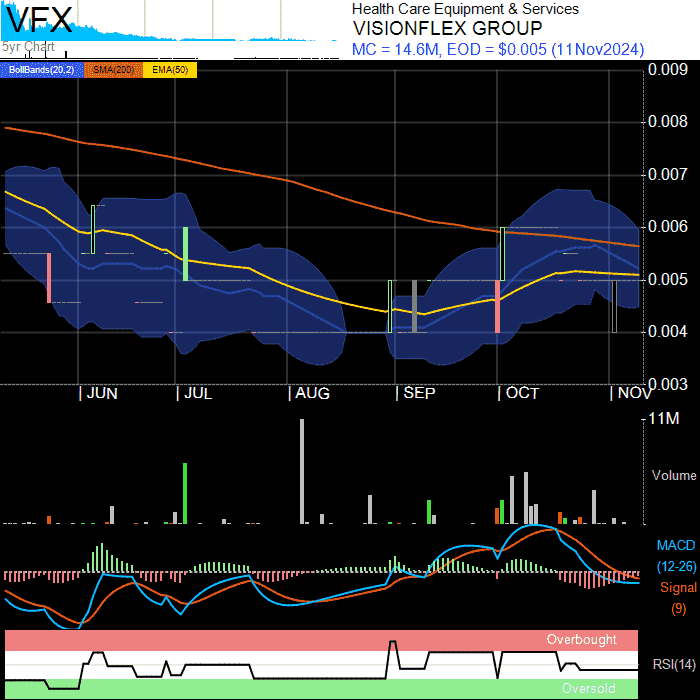 VFX
5yr Chart
Health Care Equipment & Services
VISIONFLEX GROUP
MC = 14.6M, EOD = $0.005 (11Nov2024)
BollBands(20,2) SMA(200) EMA(50)
0.009
0.008
0.007
0.006
0.005
0.004
0.003
| JUN | JUL | AUG | SEP | OCT | NOV
11M
Volume
MACD
(12-26)
Signal
(9)
Overbought
RSI(14)
Oversold